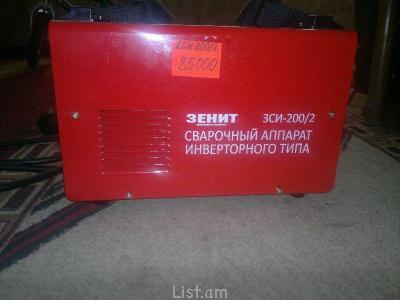 ЗСИ-200/2
85000
ЗЕНИТ ЗСИ-200/2
СВАРОЧНЫЙ АППАРАТ
ИНВЕРТОРНОГО ТИПА
List.am